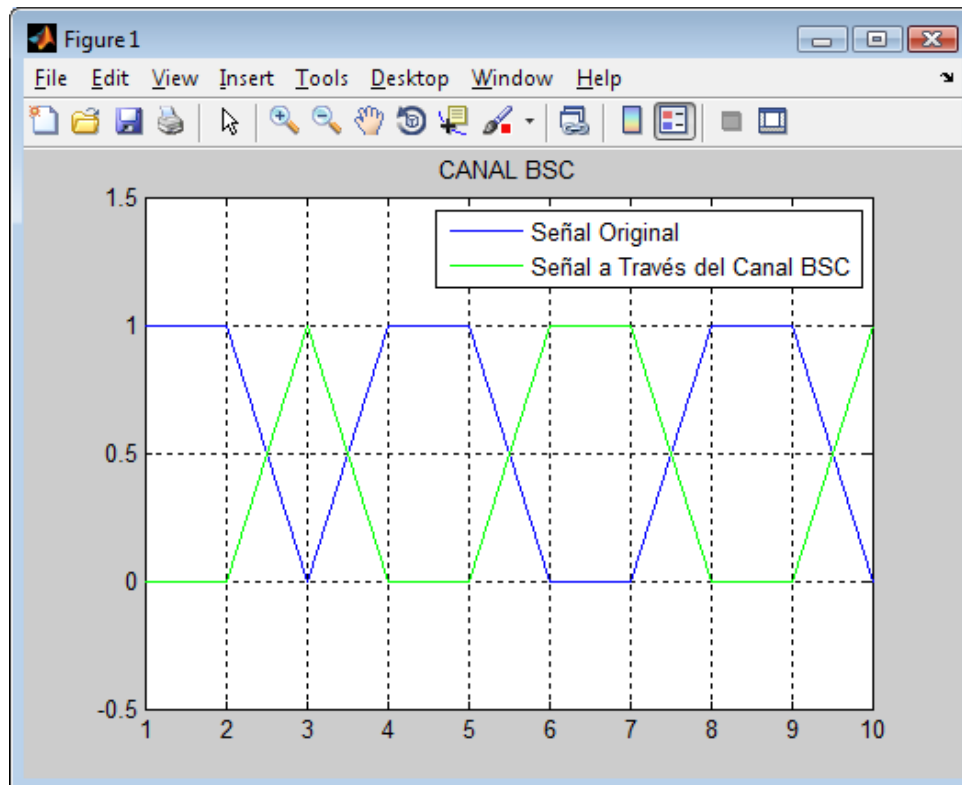 Figure 1
File Edit View Insert Tools Desktop Window Help
CANAL BSC
Señal Original
Señal a Través del Canal BSC
1.5
1
0.5
0
-0.5
1 2 3 4 5 6 7 8 9 10